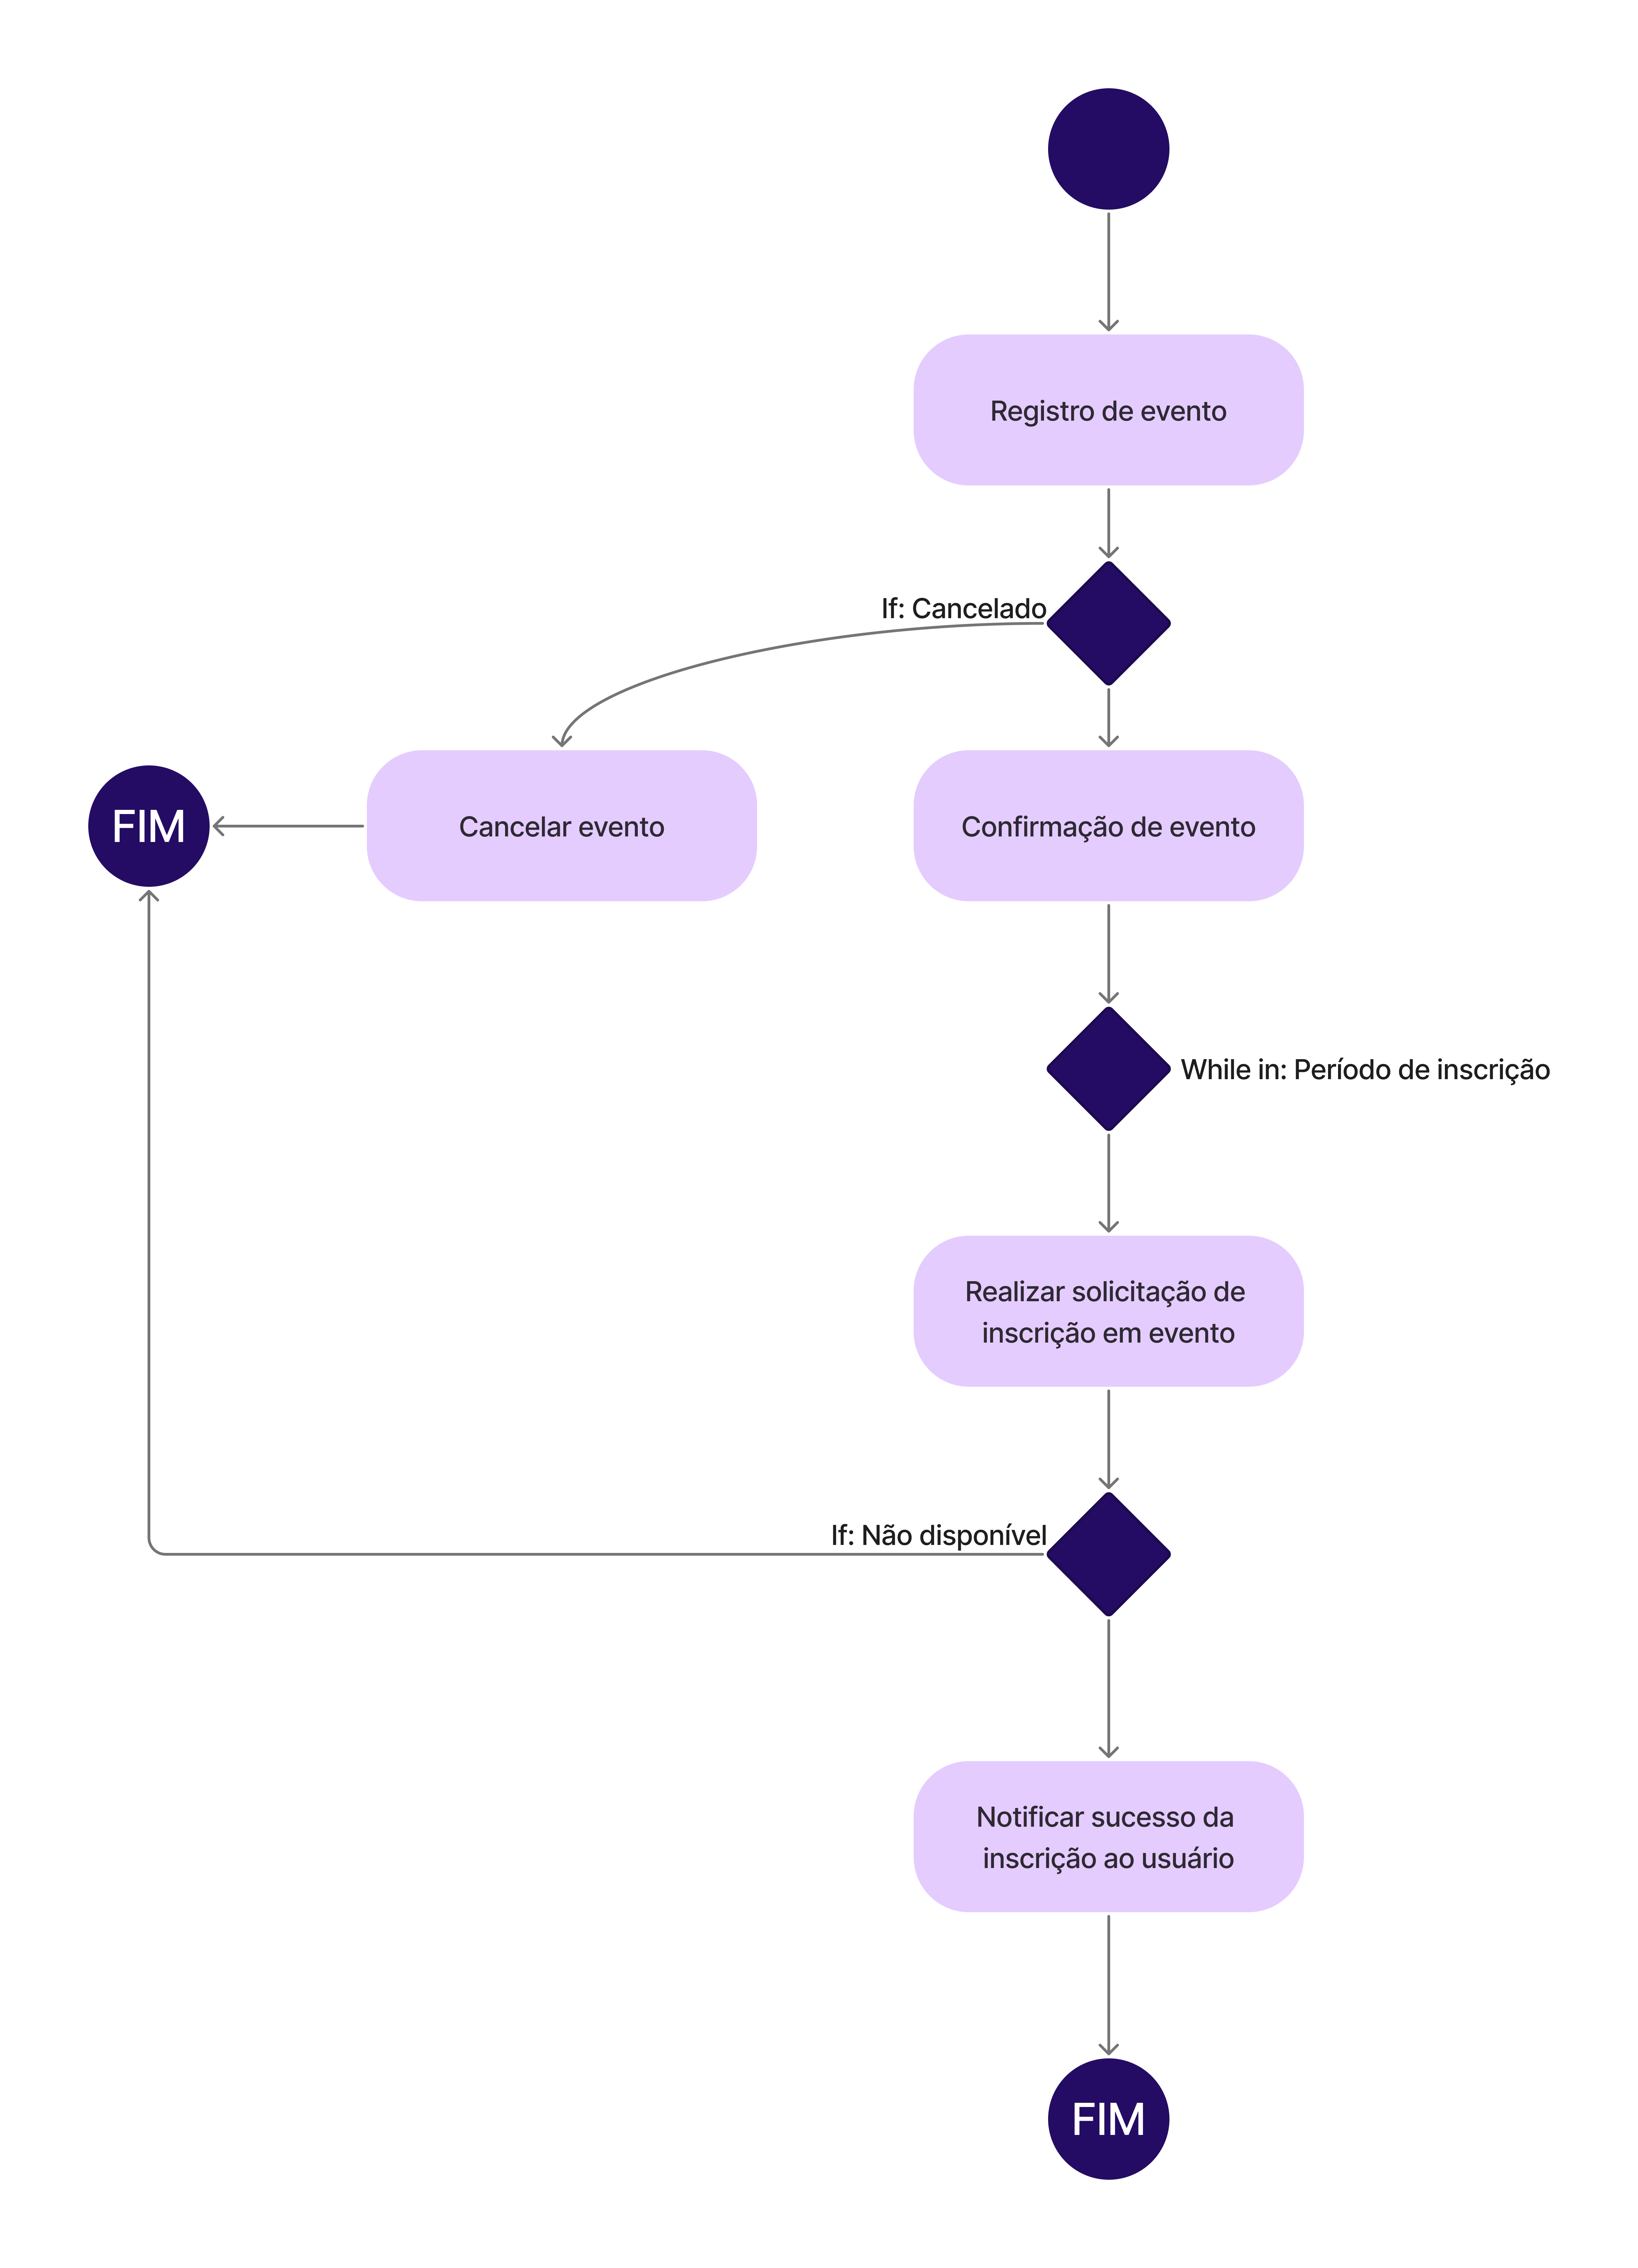 Registro de evento
If: Cancelado
FIM
Cancelar evento
Confirmação de evento
While in: Período de inscrição
Realizar solicitação de
inscrição em evento
If: Não disponível
Notificar sucesso da
inscrição ao usuário
FIM